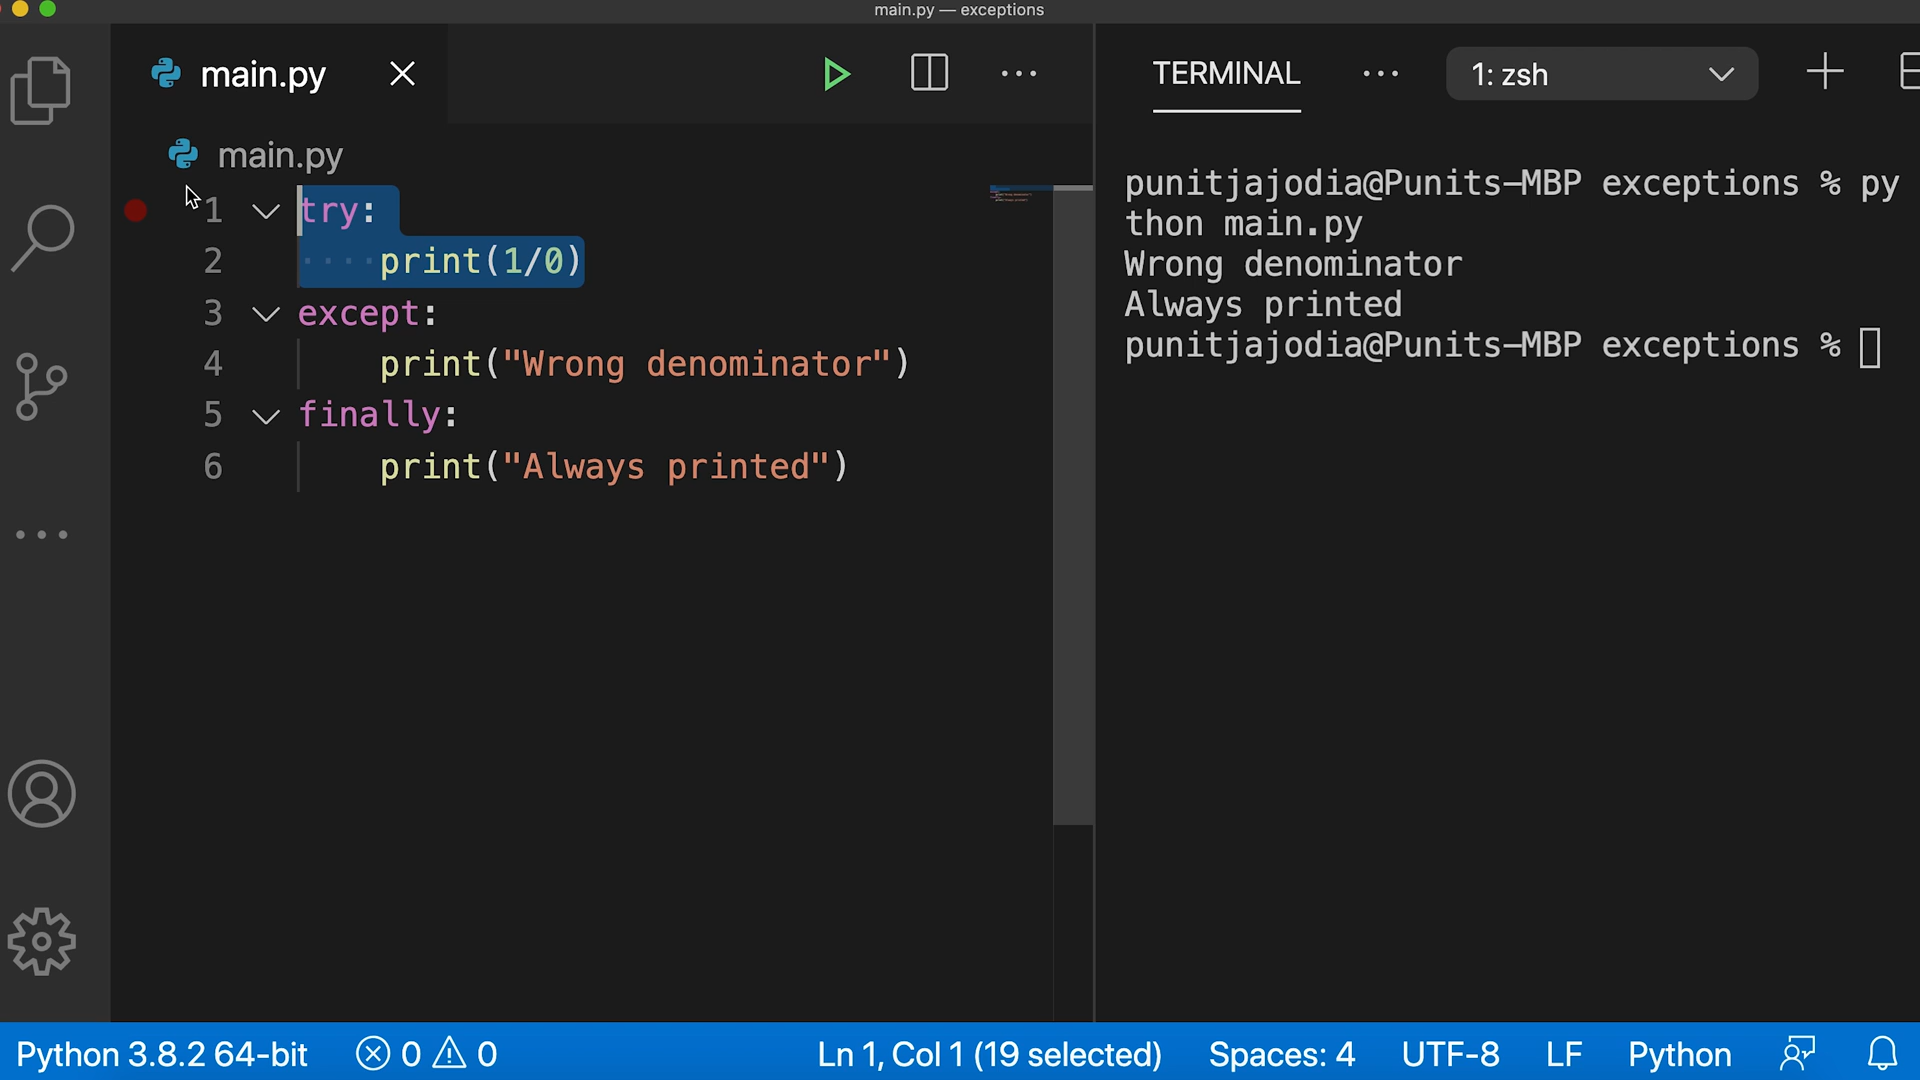 main.py — exceptions
main.py
TERMINAL
1: zsh
main.py
1 try:
2 print(1/0)
3 except:
4 print("Wrong denominator")
5 finally:
6 print("Always printed")
punitjajodia@Punits-MBP exceptions % py
thon main.py
Wrong denominator
Always printed
punitjajodia@Punits-MBP exceptions %
Python 3.8.2 64-bit 0 0 Ln 1, Col 1 (19 selected) Spaces: 4 UTF-8 LF Python